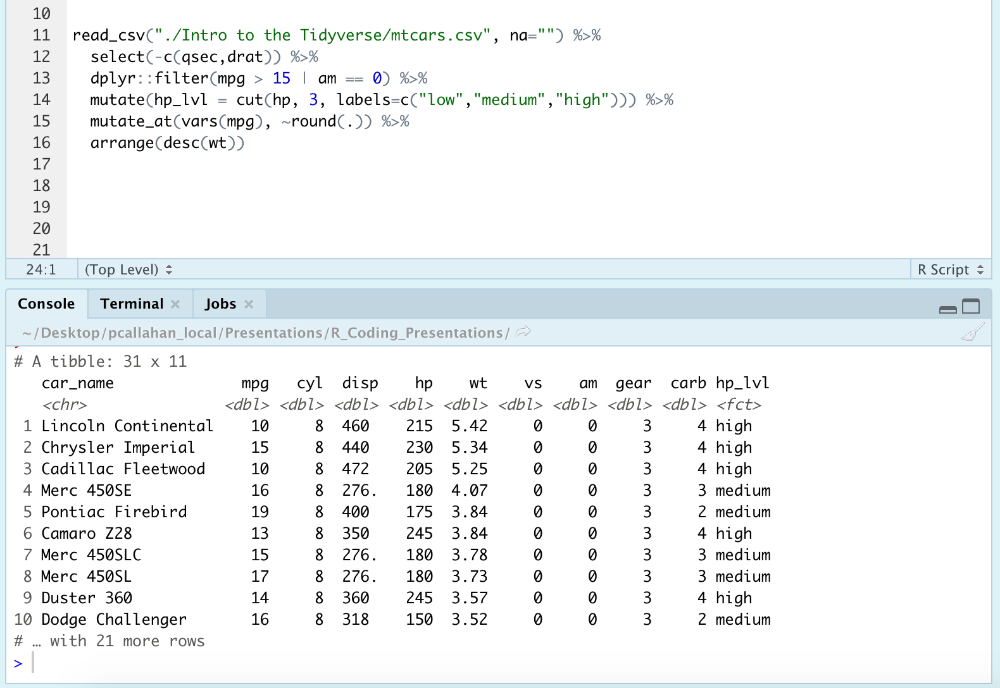 10
11 read_csv("./Intro to the Tidyverse/mtcars.csv", na="") %>%
12 select(-c(qsec,drat)) %>%
13 dplyr::filter(mpg > 15 | am == 0) %>%
14 mutate(hp_lvl = cut(hp, 3, labels=c("low","medium","high"))) %>%
15 mutate_at(vars(mpg), ~round(.)) %>%
16 arrange(desc(wt))
17
18
19
20
21
24:1 (Top Level) R Script
Console Terminal Jobs
~/Desktop/pcallahan_local/Presentations/R_Coding_Presentations/
# A tibble: 31 x 11
car_name mpg cyl disp hp wt vs am gear carb hp_lvl
<chr> <dbl> <dbl> <dbl> <dbl> <dbl> <dbl> <dbl> <dbl> <dbl> <fct>
1 Lincoln Continental 10 8 460 215 5.42 0 0 3 4 high
2 Chrysler Imperial 15 8 440 230 5.34 0 0 3 4 high
3 Cadillac Fleetwood 10 8 472 205 5.25 0 0 3 4 high
4 Merc 450SE 16 8 276. 180 4.07 0 0 3 3 medium
5 Pontiac Firebird 19 8 400 175 3.84 0 0 3 2 medium
6 Camaro Z28 13 8 350 245 3.84 0 0 3 4 high
7 Merc 450SLC 15 8 276. 180 3.78 0 0 3 3 medium
8 Merc 450SL 17 8 276. 180 3.73 0 0 3 3 medium
9 Duster 360 14 8 360 245 3.57 0 0 3 4 high
10 Dodge Challenger 16 8 318 150 3.52 0 0 3 2 medium
# … with 21 more rows
>